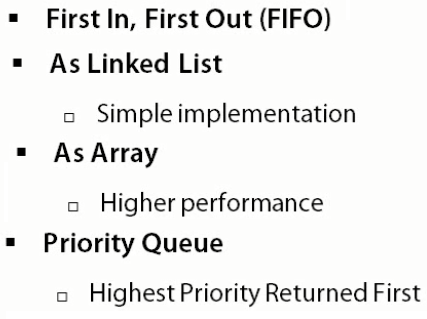 ▪ First In, First Out (FIFO)
▪ As Linked List
▫ Simple implementation
▪ As Array
▫ Higher performance
▪ Priority Queue
▫ Highest Priority Returned First